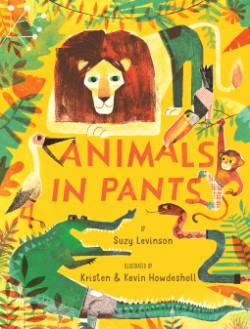 ANIMALS
IN PANTS
BY
Suzy Levinson
ILLUSTRATED BY
Kristen & Kevin Howdeshell